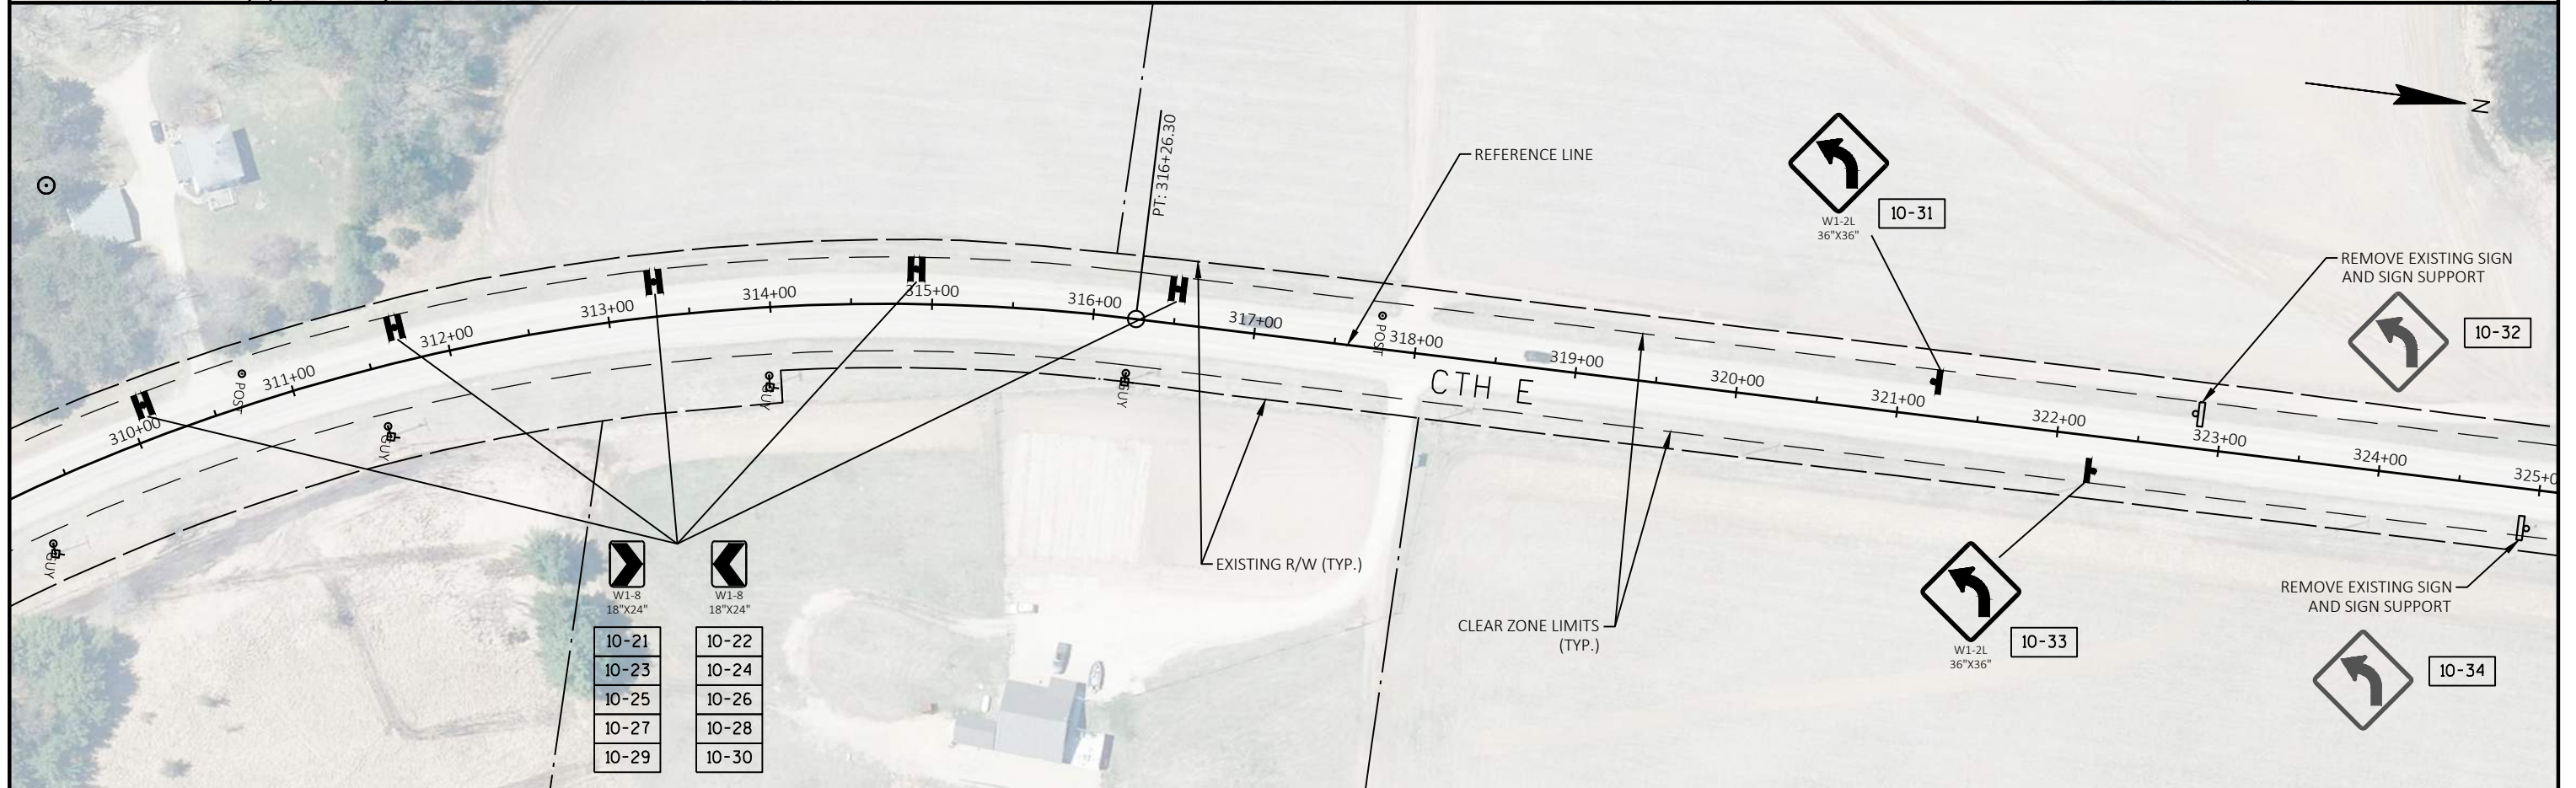 PT: 316+26.30
REFERENCE LINE
N
W1-2L
36"X36"
10-31
REMOVE EXISTING SIGN
AND SIGN SUPPORT
10-32
310+00
311+00
312+00
313+00
314+00
315+00
316+00
317+00
318+00
319+00
320+00
321+00
322+00
323+00
324+00
325+0
POST
POST
GUY
GUY
GUY
GUY
CTH E
W1-8
18"X24"
W1-8
18"X24"
10-21
10-22
10-23
10-24
10-25
10-26
10-27
10-28
10-29
10-30
EXISTING R/W (TYP.)
CLEAR ZONE LIMITS
(TYP.)
W1-2L
36"X36"
10-33
REMOVE EXISTING SIGN
AND SIGN SUPPORT
10-34